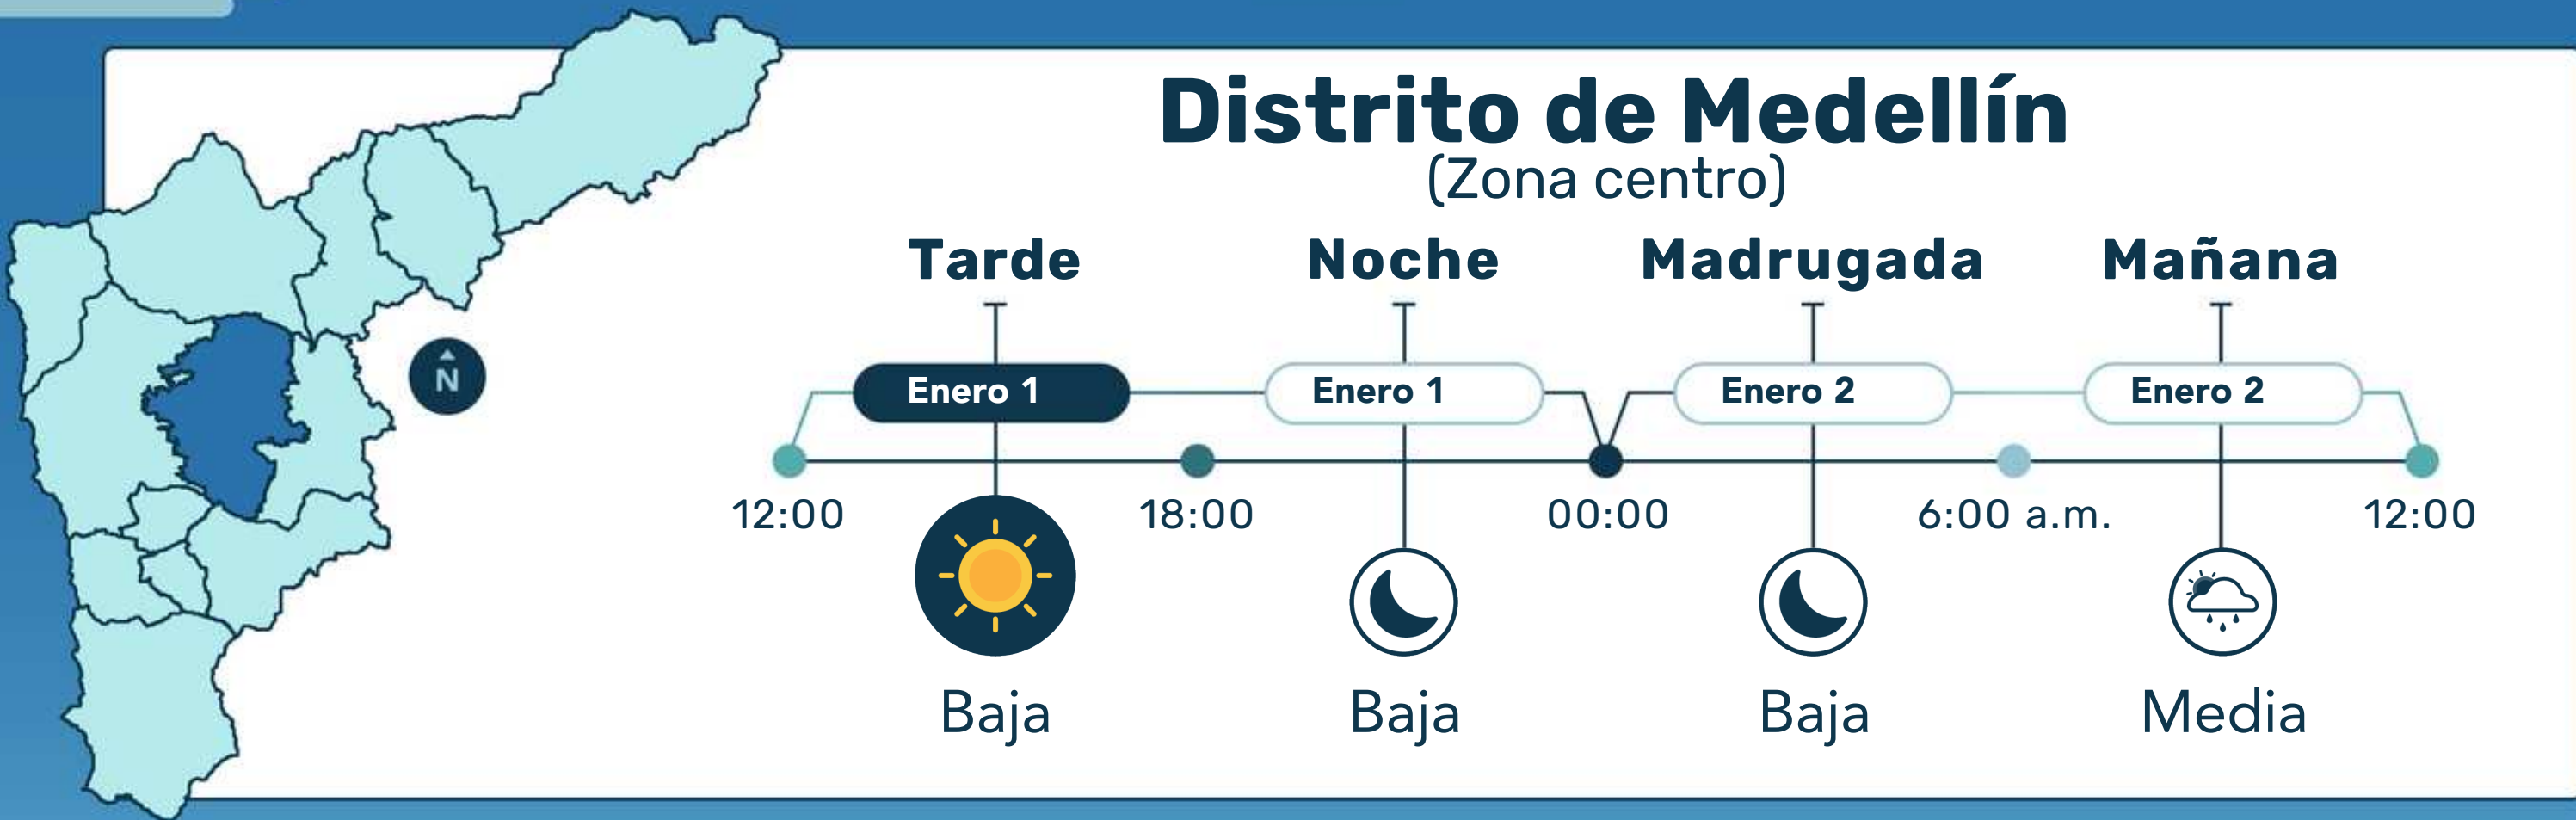 Distrito de Medellín
(Zona centro)
Tarde Noche Madrugada Mañana
N
Enero 1 Enero 1 Enero 2 Enero 2
12:00 18:00 00:00 6:00 a.m. 12:00
Baja Baja Baja Media